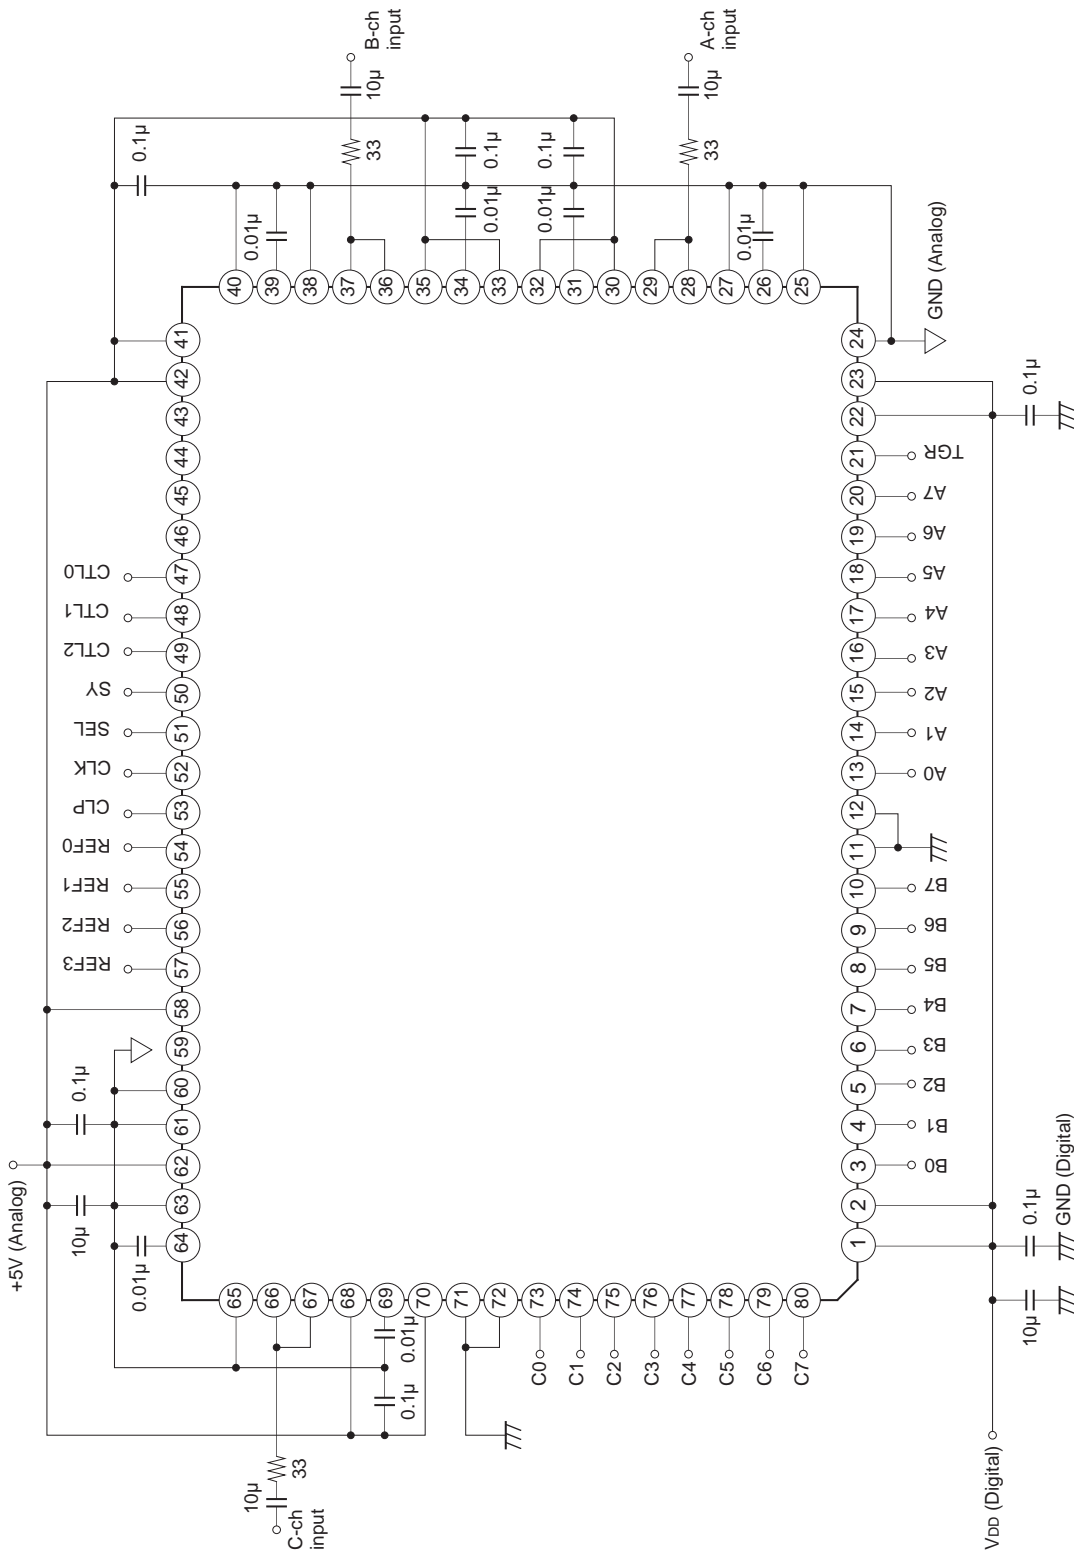 +5V (Analog)
10μ
0.1μ
0.01μ
REF3
REF2
REF1
REF0
CLP
CLK
SEL
SY
CTL2
CTL1
CTL0
64
63
62
61
60
59
58
57
56
55
54
53
52
51
50
49
48
47
46
45
44
43
42
41
65
66
67
68
69
70
71
72
73
74
75
76
77
78
79
80
0.01μ
0.1μ
C-ch
input
10μ
33
C0
C1
C2
C3
C4
C5
C6
C7
40
39
38
37
36
35
34
33
32
31
30
29
28
27
26
25
0.1μ
0.01μ
B-ch
input
10μ
33
0.1μ
0.01μ
0.1μ
0.01μ
A-ch
input
10μ
33
0.01μ
1
2
3
4
5
6
7
8
9
10
11
12
13
14
15
16
17
18
19
20
21
22
23
24
B0
B1
B2
B3
B4
B5
B6
B7
A0
A1
A2
A3
A4
A5
A6
A7
TGR
GND (Analog)
VDD (Digital)
10μ
0.1μ
GND (Digital)
0.1μ